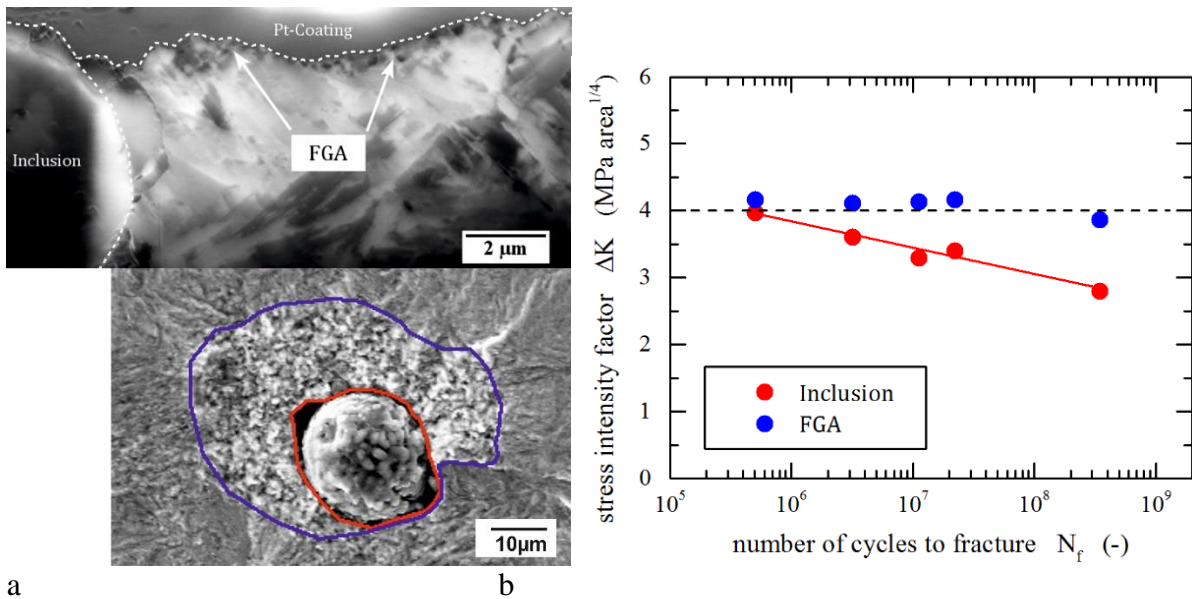 Pt-Coating
Inclusion
FGA
2 μm
10μm
a
b
stress intensity factor ΔK (MPa area^1/4)
6
5
4
3
2
1
0
Inclusion
FGA
10^5
10^6
10^7
10^8
10^9
number of cycles to fracture N_f (-)